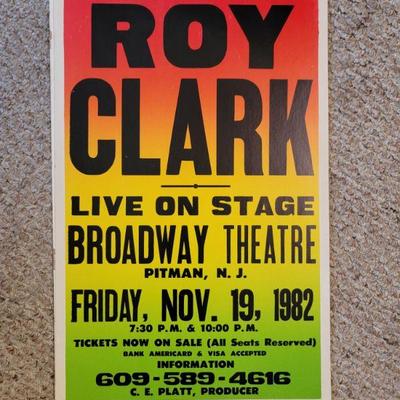 ROY
CLARK
LIVE ON STAGE
BROADWAY THEATRE
PITMAN, N. J.
FRIDAY, NOV. 19, 1982
7:30 P.M. & 10:00 P.M.
TICKETS NOW ON SALE (All Seats Reserved)
BANK AMERICARD & VISA ACCEPTED
INFORMATION
609-589-4616
C. E. PLATT, PRODUCER